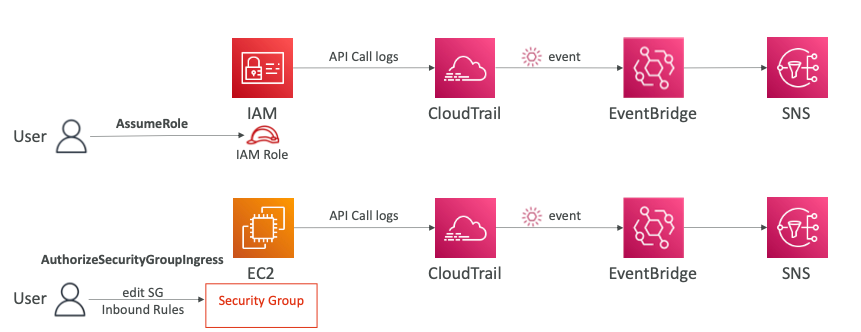 API Call logs
event
IAM
CloudTrail
EventBridge
SNS
User
AssumeRole
IAM Role
API Call logs
event
AuthorizeSecurityGroupIngress
EC2
CloudTrail
EventBridge
SNS
User
edit SG
Inbound Rules
Security Group